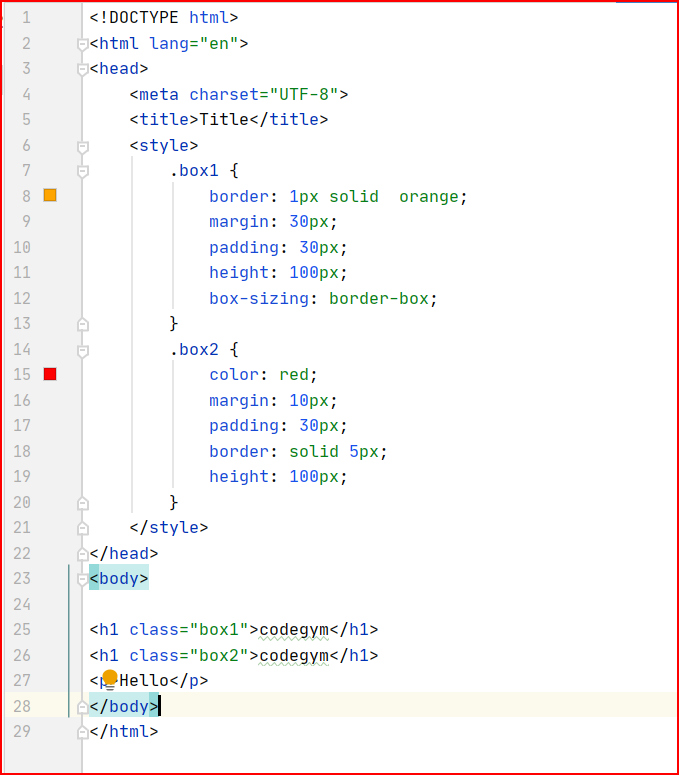 1 <!DOCTYPE html>
2 <html lang="en">
3 <head>
4     <meta charset="UTF-8">
5     <title>Title</title>
6     <style>
7         .box1 {
8             border: 1px solid  orange;
9             margin: 30px;
10             padding: 30px;
11             height: 100px;
12             box-sizing: border-box;
13         }
14         .box2 {
15             color: red;
16             margin: 10px;
17             padding: 30px;
18             border: solid 5px;
19             height: 100px;
20         }
21     </style>
22 </head>
23 <body>
24
25 <h1 class="box1">codegym</h1>
26 <h1 class="box2">codegym</h1>
27 <p>Hello</p>
28 </body>
29 </html>